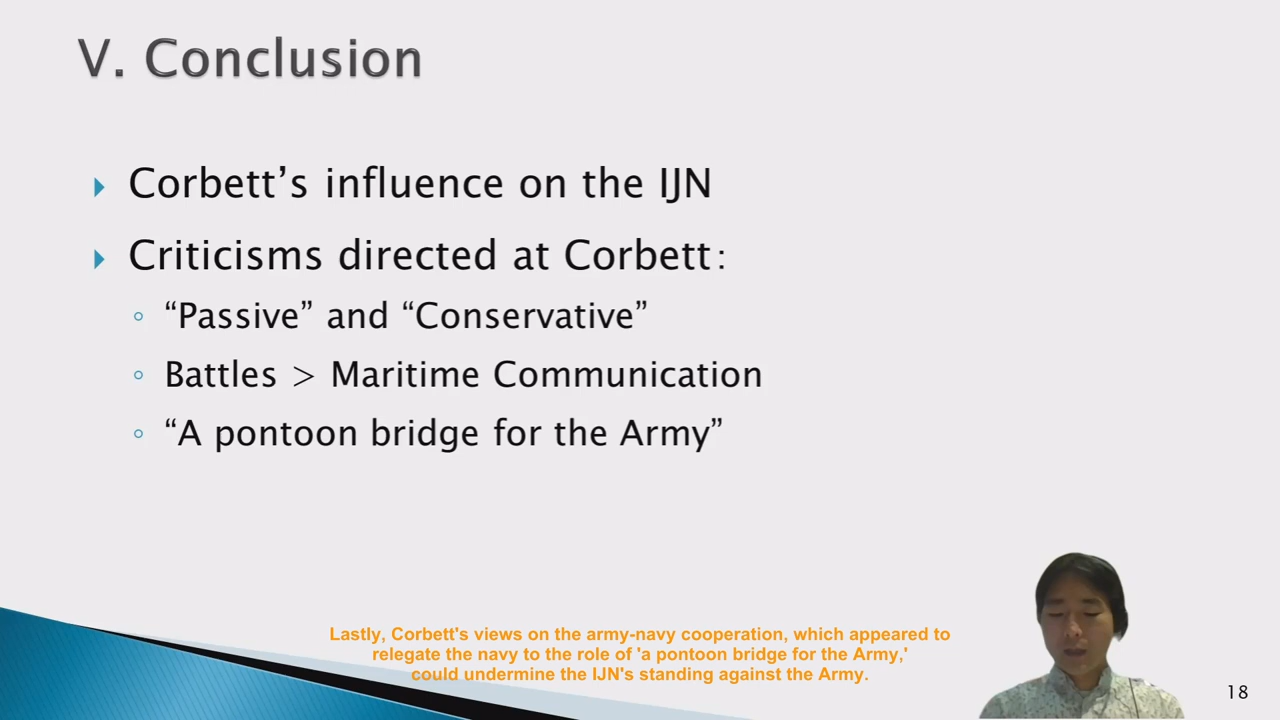 V. Conclusion
Corbett’s influence on the IJN
Criticisms directed at Corbett:
“Passive” and “Conservative”
Battles > Maritime Communication
“A pontoon bridge for the Army”
Lastly, Corbett's views on the army-navy cooperation, which appeared to
relegate the navy to the role of 'a pontoon bridge for the Army,'
could undermine the IJN's standing against the Army.
18